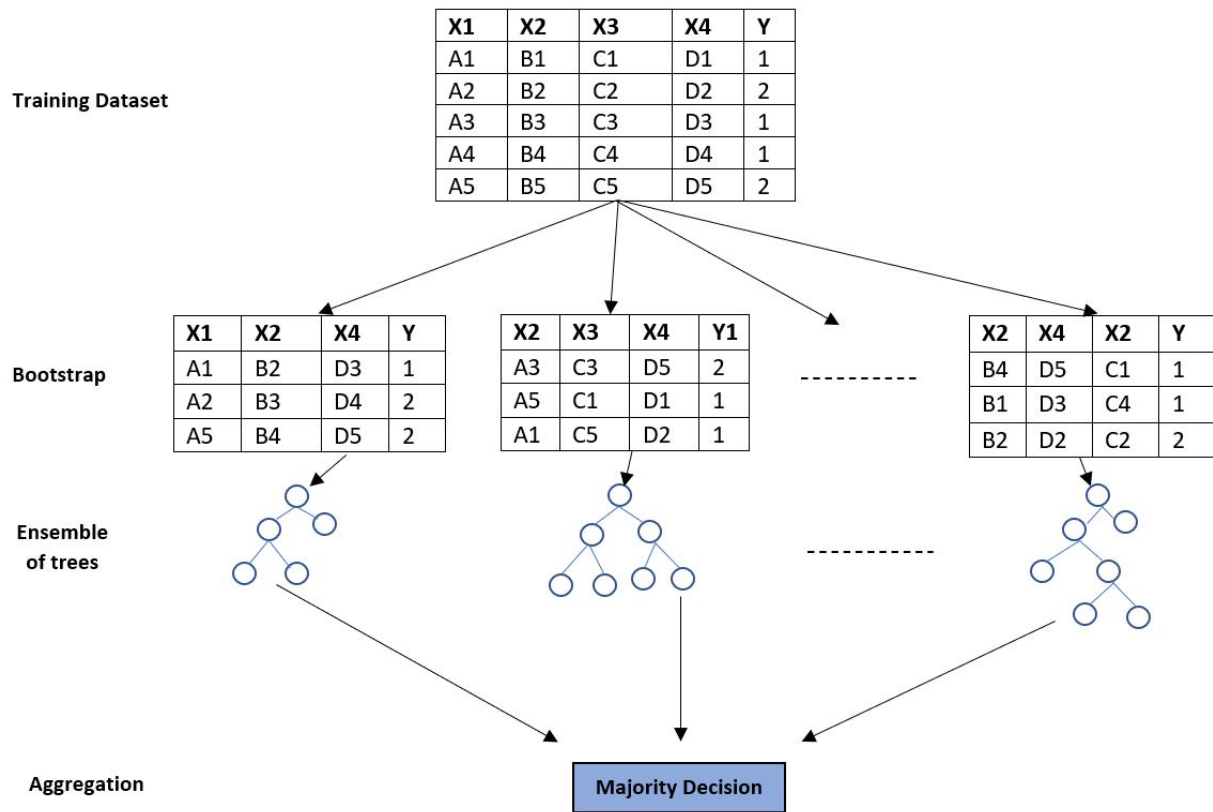 X1 X2 X3 X4 Y
A1 B1 C1 D1 1
Training Dataset
A2 B2 C2 D2 2
A3 B3 C3 D3 1
A4 B4 C4 D4 1
A5 B5 C5 D5 2
Bootstrap
X1 X2 X4 Y
A1 B2 D3 1
A2 B3 D4 2
A5 B4 D5 2
X2 X3 X4 Y1
A3 C3 D5 2
A5 C1 D1 1
A1 C5 D2 1
X2 X4 X2 Y
B4 D5 C1 1
B1 D3 C4 1
B2 D2 C2 2
Ensemble
of trees
Aggregation
Majority Decision